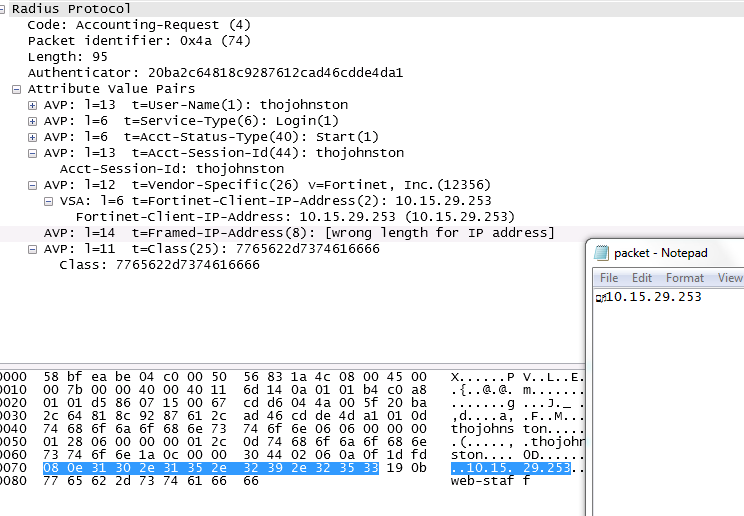 Radius Protocol
Code: Accounting-Request (4)
Packet identifier: 0x4a (74)
Length: 95
Authenticator: 20ba2c64818c9287612cad46cdde4da1
Attribute Value Pairs
AVP: l=13 t=User-Name(1): thojohnston
AVP: l=6 t=Service-Type(6): Login(1)
AVP: l=6 t=Acct-Status-Type(40): Start(1)
AVP: l=13 t=Acct-Session-Id(44): thojohnston
Acct-Session-Id: thojohnston
AVP: l=12 t=Vendor-Specific(26) v=Fortinet, Inc.(12356)
VSA: l=6 t=Fortinet-Client-IP-Address(2): 10.15.29.253
Fortinet-Client-IP-Address: 10.15.29.253 (10.15.29.253)
AVP: l=14 t=Framed-IP-Address(8): [wrong length for IP address]
AVP: l=11 t=Class(25): 7765622d7374616666
Class: 7765622d7374616666
packet - Notepad
File Edit Format View
10.15.29.253
0000 58 bf ea be 04 c0 00 50 56 83 1a 4c 08 00 45 00 X......P V..L..E.
0010 00 7b 00 00 40 00 40 11 6d 14 0a 01 01 b4 c0 a8 .{..@.@. m.......
0020 01 01 d5 86 07 15 00 67 cd d6 04 4a 00 5f 20 ba .......g ...J._ .
0030 2c 64 81 8c 92 87 61 2c ad 46 cd de 4d a1 01 0d ,d....a, .F..M...
0040 74 68 6f 6a 6f 68 6e 73 74 6f 6e 06 06 00 00 00 thojohns ton.....
0050 01 28 06 00 00 00 01 2c 0d 74 68 6f 6a 6f 68 6e .(....., .thojohn
0060 73 74 6f 6e 1a 0c 00 00 30 44 02 06 0a 0f 1d fd ston.... 0D......
0070 08 0e 31 30 2e 31 35 2e 32 39 2e 32 35 33 19 0b ..10.15. 29.253..
0080 77 65 62 2d 73 74 61 66 66 web-staf f